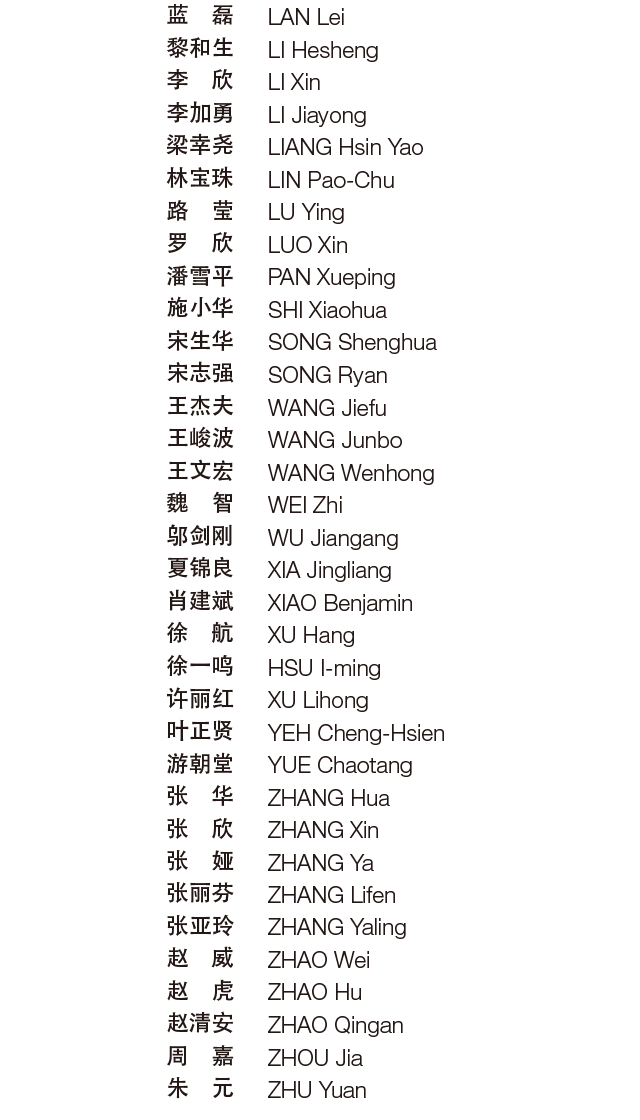 蓝　磊 LAN Lei
黎和生 LI Hesheng
李　欣 LI Xin
李加勇 LI Jiayong
梁幸尧 LIANG Hsin Yao
林宝珠 LIN Pao-Chu
路　莹 LU Ying
罗　欣 LUO Xin
潘雪平 PAN Xueping
施小华 SHI Xiaohua
宋生华 SONG Shenghua
宋志强 SONG Ryan
王杰夫 WANG Jiefu
王峻波 WANG Junbo
王文宏 WANG Wenhong
魏　智 WEI Zhi
邬剑刚 WU Jiangang
夏锦良 XIA Jingliang
肖建斌 XIAO Benjamin
徐　航 XU Hang
徐一鸣 HSU I-ming
许丽红 XU Lihong
叶正贤 YEH Cheng-Hsien
游朝堂 YUE Chaotang
张　华 ZHANG Hua
张　欣 ZHANG Xin
张　娅 ZHANG Ya
张丽芬 ZHANG Lifen
张亚玲 ZHANG Yaling
赵　威 ZHAO Wei
赵　虎 ZHAO Hu
赵清安 ZHAO Qingan
周　嘉 ZHOU Jia
朱　元 ZHU Yuan